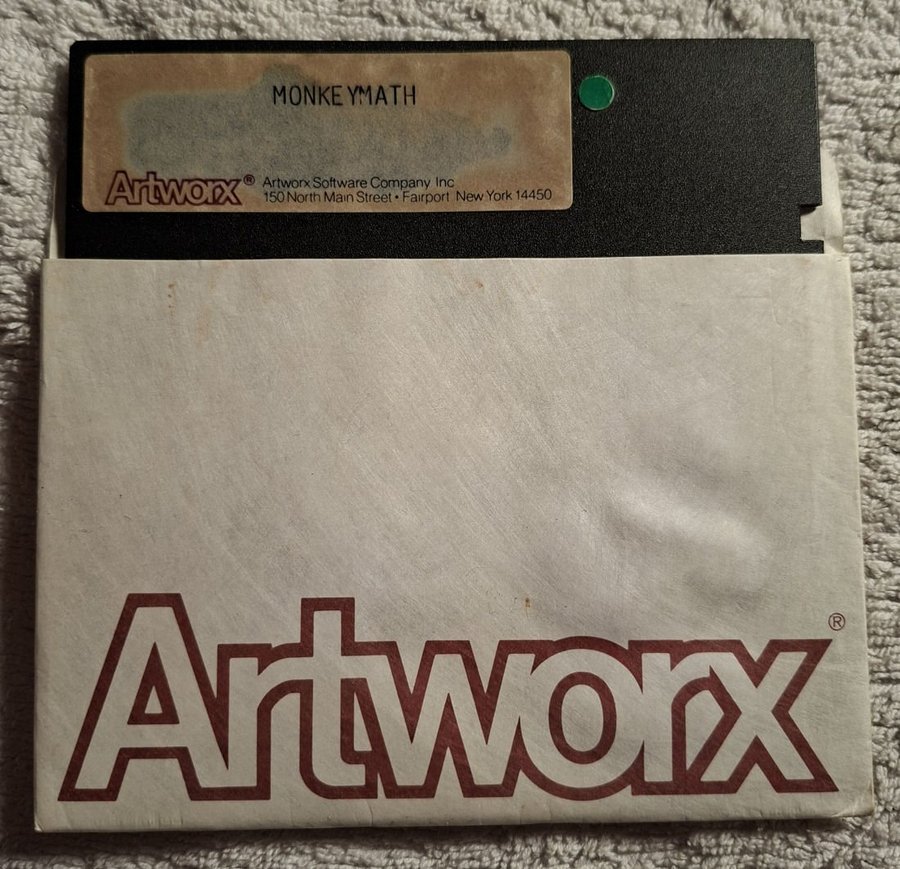 MONKEYMATH
Artworx® Artworx Software Company Inc
150 North Main Street • Fairport New York 14450
Artworx®